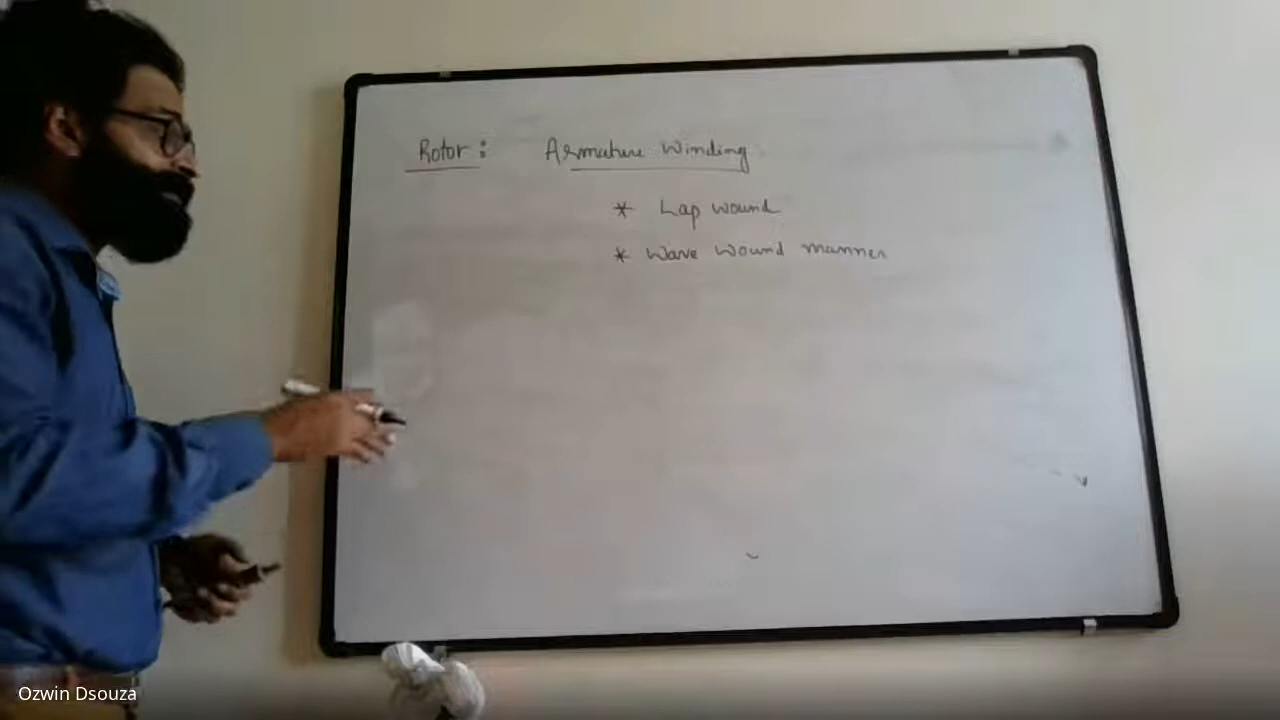 Rotor: Armature Winding
* Lap wound
* Wave wound manner
Ozwin Dsouza